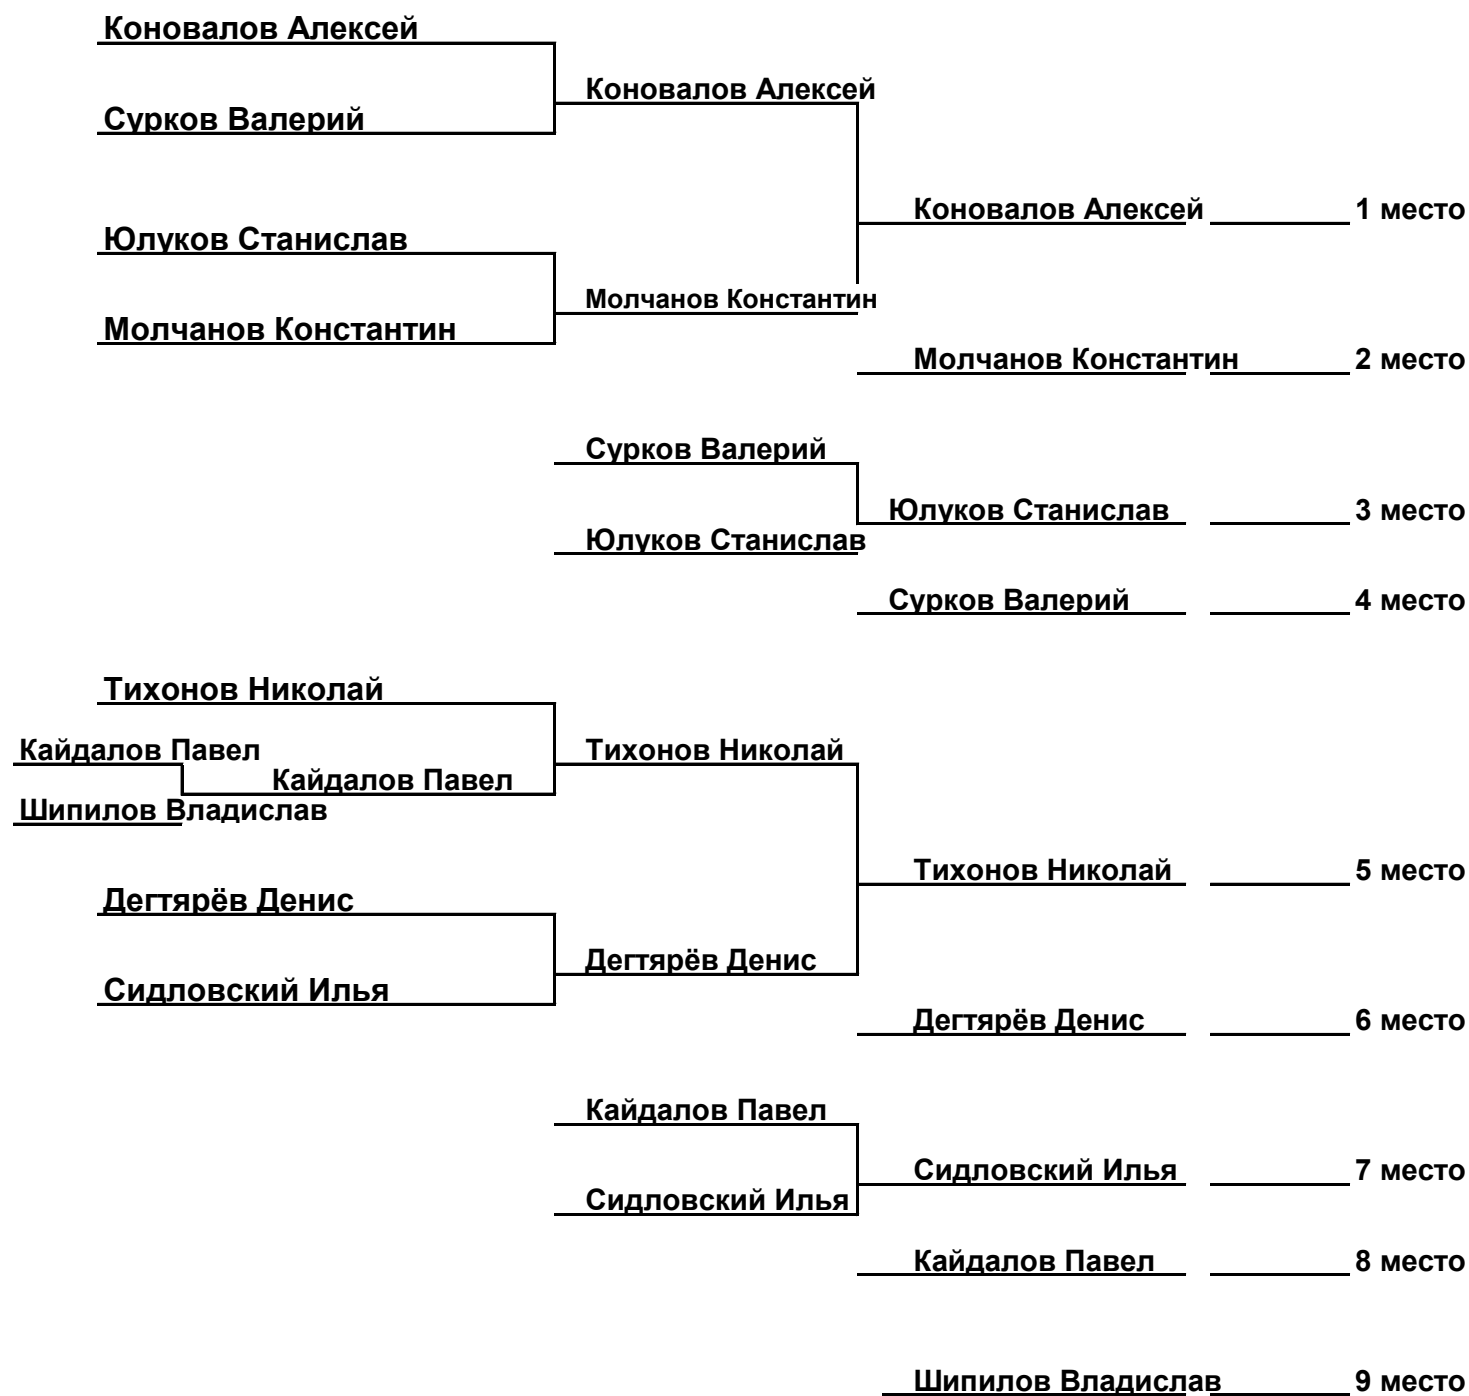 Коновалов Алексей
Коновалов Алексей
Сурков Валерий
Коновалов Алексей 1 место
Юлуков Станислав
Молчанов Константин
Молчанов Константин
Молчанов Константин 2 место
Сурков Валерий
Юлуков Станислав 3 место
Юлуков Станислав
Сурков Валерий 4 место
Тихонов Николай
Кайдалов Павел Тихонов Николай
Кайдалов Павел
Шипилов Владислав
Тихонов Николай 5 место
Дегтярёв Денис
Дегтярёв Денис
Сидловский Илья
Дегтярёв Денис 6 место
Кайдалов Павел
Сидловский Илья 7 место
Сидловский Илья
Кайдалов Павел 8 место
Шипилов Владислав 9 место